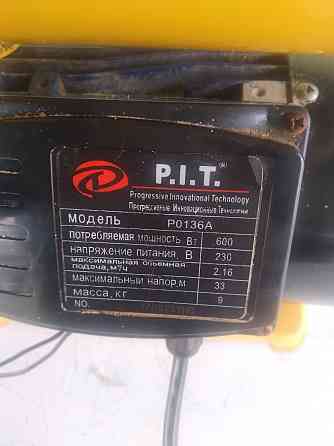 P.I.T.®
Progressive Innovational Technology
Прогрессивные Инновационные Технологии
МОДЕЛЬ P0136A
потребляемая мощность Вт 600
напряжение питания В 230
максимальная объемная
подача,м³/ч 2.16
максимальный напор,м 33
масса,кг 9
NO.